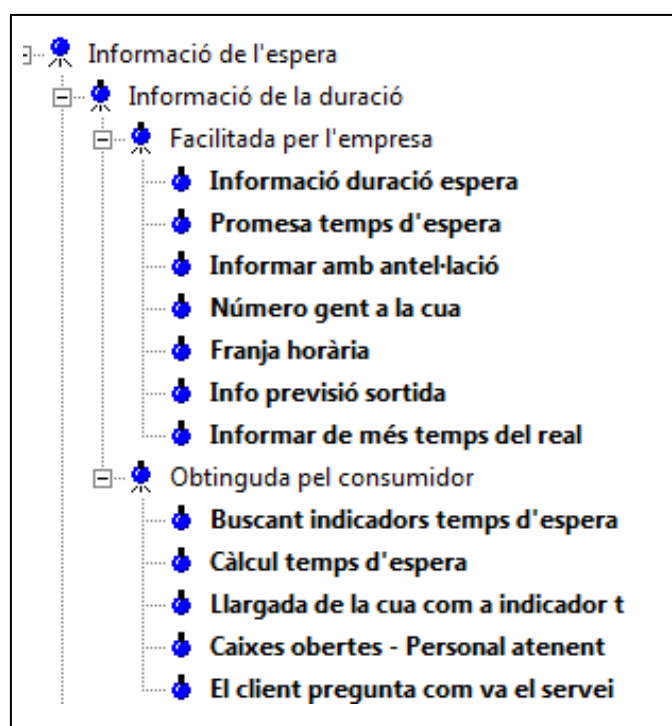 Informació de l'espera
Informació de la duració
Facilitada per l'empresa
Informació duració espera
Promesa temps d'espera
Informar amb antel·lació
Número gent a la cua
Franja horària
Info previsió sortida
Informar de més temps del real
Obtinguda pel consumidor
Buscant indicadors temps d'espera
Càlcul temps d'espera
Llargada de la cua com a indicador t
Caixes obertes - Personal atenent
El client pregunta com va el servei